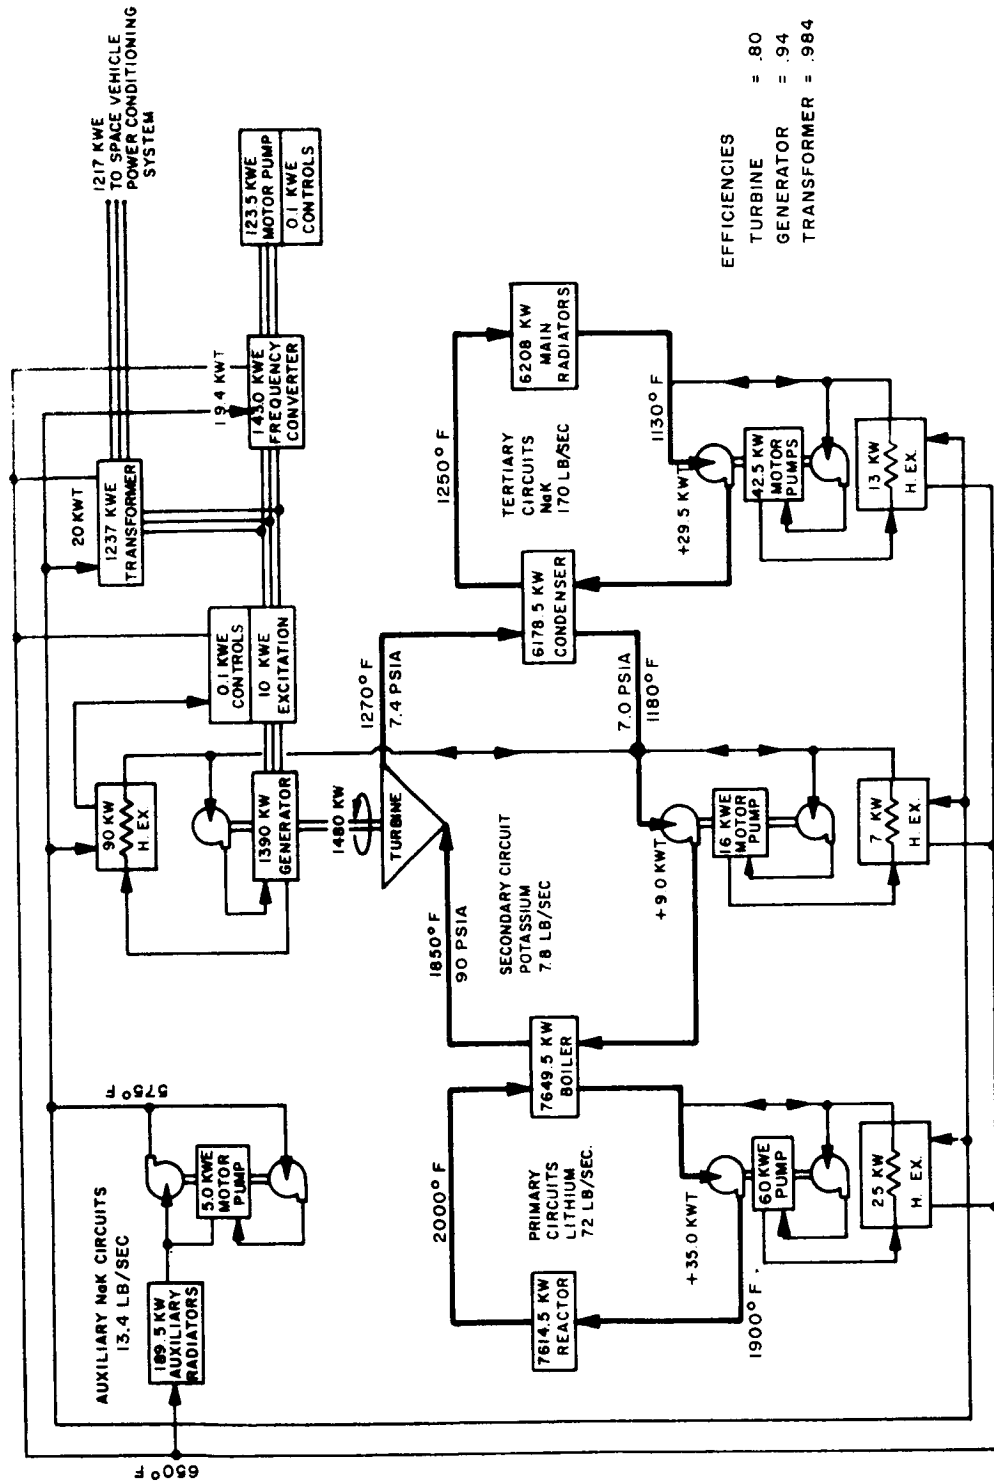 AUXILIARY NaK CIRCUITS
13.4 LB/SEC
650°F
189.5 KW
AUXILIARY
RADIATORS
5.0 KWE
MOTOR
PUMP
575°F
90 KW
H. EX.
1390 KW
GENERATOR
0.1 KWE
CONTROLS
10 KWE
EXCITATION
20 KWT
1237 KWE
TRANSFORMER
1217 KWE
TO SPACE VEHICLE
POWER CONDITIONING
SYSTEM
19.4 KWT
143.0 KWE
FREQUENCY
CONVERTER
123.5 KWE
MOTOR PUMP
0.1 KWE
CONTROLS
1480 KW
TURBINE
1850°F
90 PSIA
1270°F
7.4 PSIA
SECONDARY CIRCUIT
POTASSIUM
7.8 LB/SEC
2000°F
7614.5 KW
REACTOR
PRIMARY
CIRCUITS
LITHIUM
72 LB/SEC.
7649.5 KW
BOILER
+35.0 KWT
1900°F
60 KWE
PUMP
25 KW
H. EX.
7.0 PSIA
1180°F
+9.0 KWT
16 KWE
MOTOR
PUMP
7 KW
H. EX.
6178.5 KW
CONDENSER
1250°F
TERTIARY
CIRCUITS
NaK
170 LB/SEC
6208 KW
MAIN
RADIATORS
1130°F
+29.5 KWT
42.5 KW
MOTOR
PUMPS
13 KW
H. EX.
EFFICIENCIES
TURBINE = .80
GENERATOR = .94
TRANSFORMER = .984